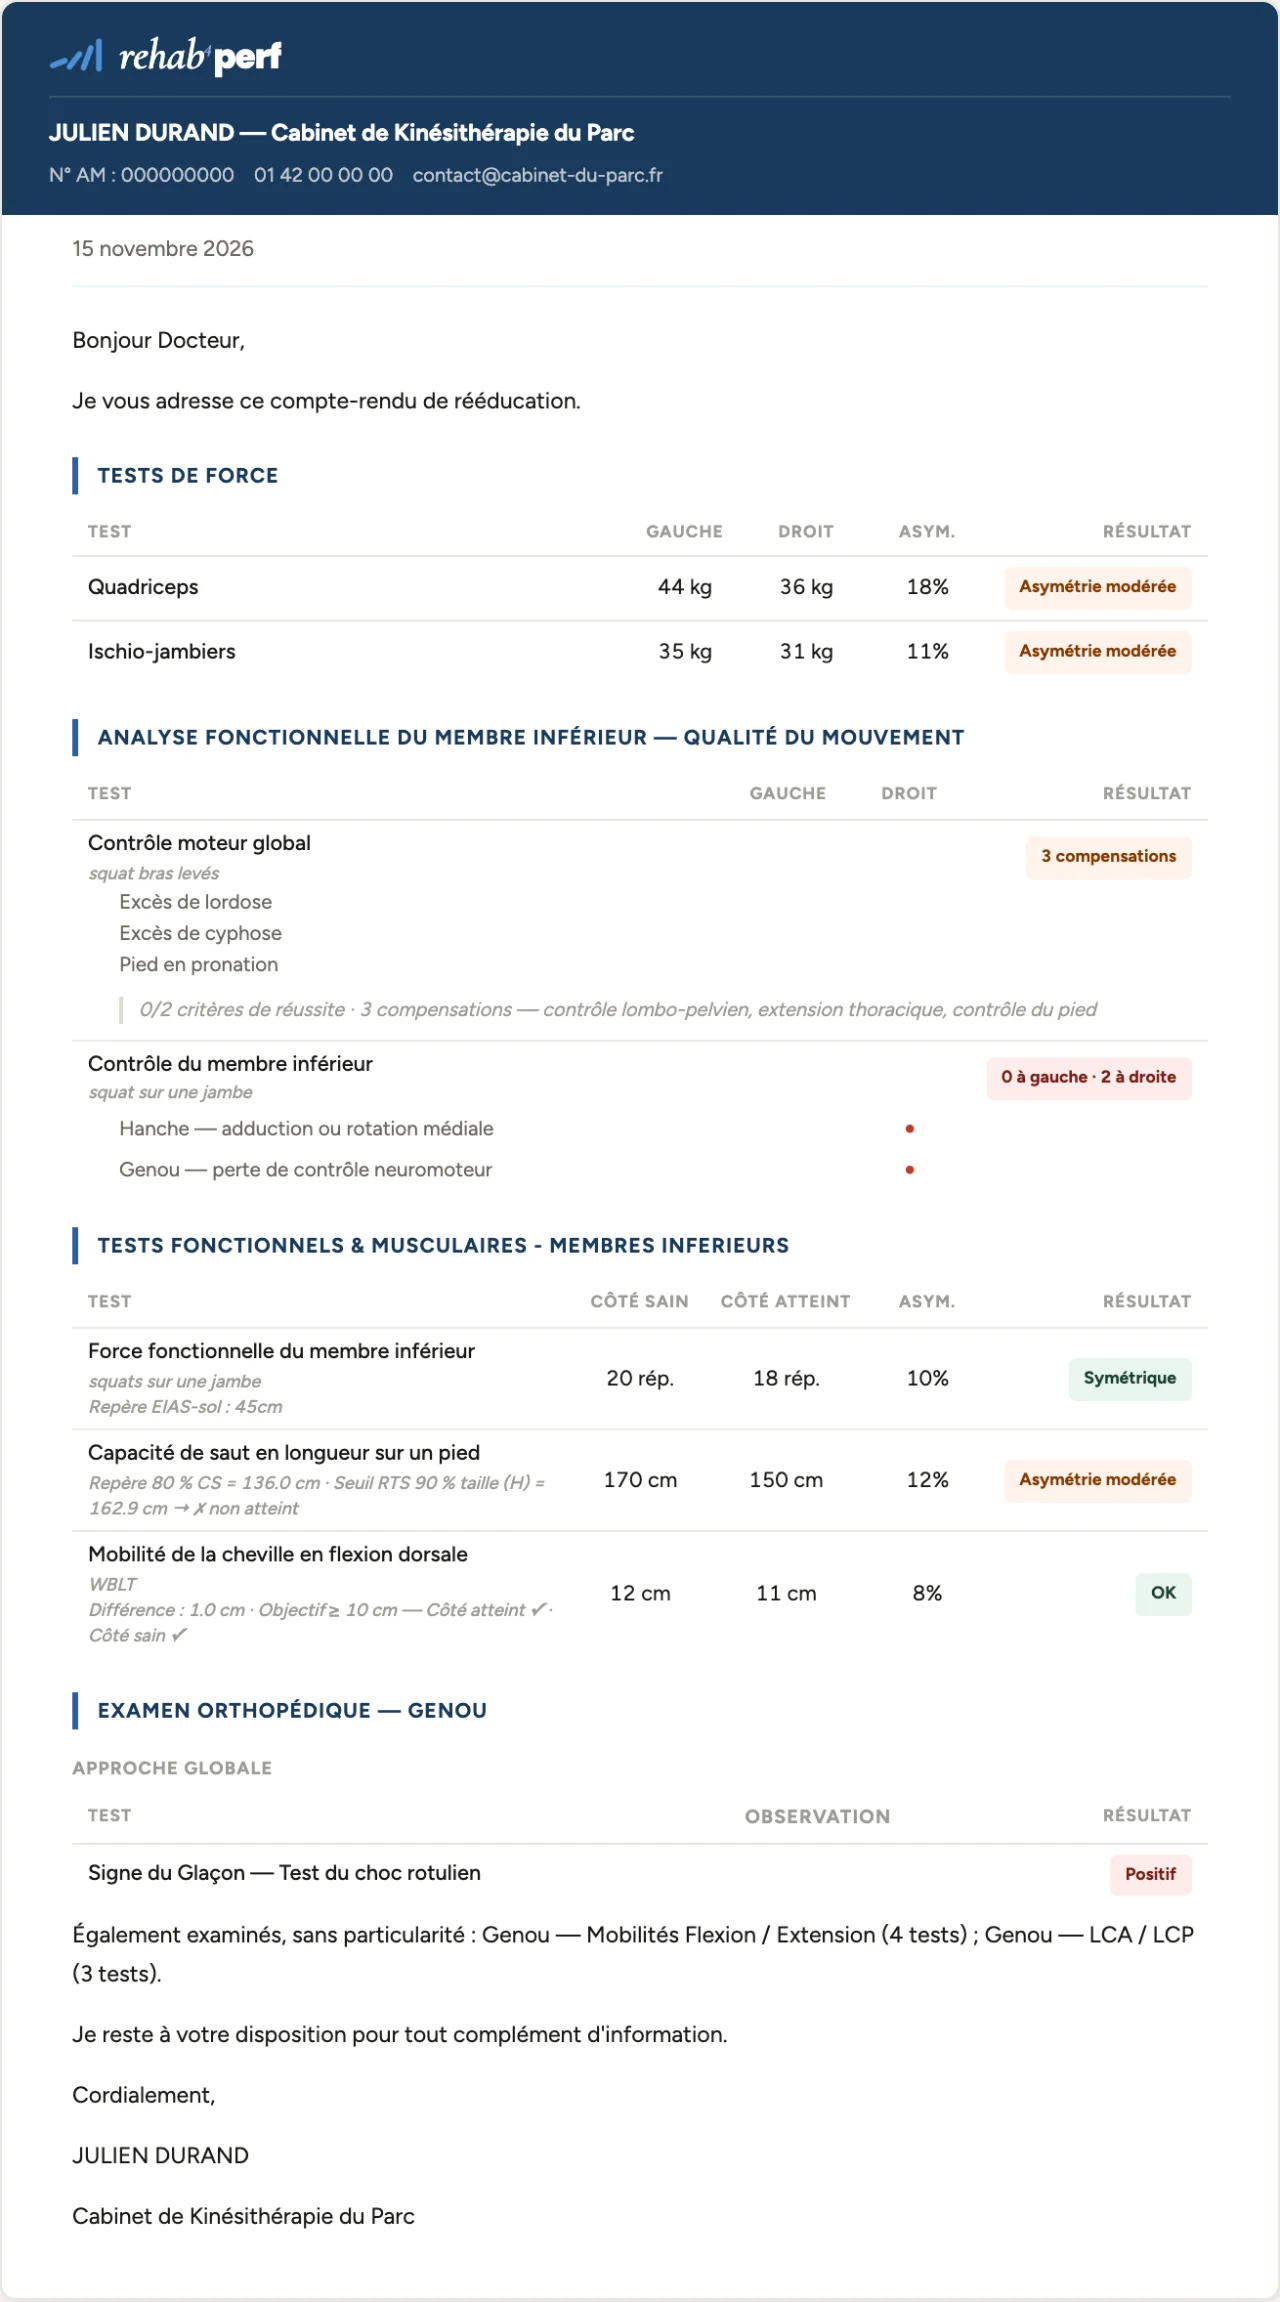 rehab⁴perf
JULIEN DURAND — Cabinet de Kinésithérapie du Parc
N° AM : 000000000 01 42 00 00 00 contact@cabinet-du-parc.fr
15 novembre 2026
Bonjour Docteur,
Je vous adresse ce compte-rendu de rééducation.
TESTS DE FORCE
TEST GAUCHE DROIT ASYM. RÉSULTAT
Quadriceps 44 kg 36 kg 18% Asymétrie modérée
Ischio-jambiers 35 kg 31 kg 11% Asymétrie modérée
ANALYSE FONCTIONNELLE DU MEMBRE INFÉRIEUR — QUALITÉ DU MOUVEMENT
TEST GAUCHE DROIT RÉSULTAT
Contrôle moteur global 3 compensations
squat bras levés
Excès de lordose
Excès de cyphose
Pied en pronation
0/2 critères de réussite · 3 compensations — contrôle lombo-pelvien, extension thoracique, contrôle du pied
Contrôle du membre inférieur 0 à gauche · 2 à droite
squat sur une jambe
Hanche — adduction ou rotation médiale •
Genou — perte de contrôle neuromoteur •
TESTS FONCTIONNELS & MUSCULAIRES - MEMBRES INFERIEURS
TEST CÔTÉ SAIN CÔTÉ ATTEINT ASYM. RÉSULTAT
Force fonctionnelle du membre inférieur 20 rép. 18 rép. 10% Symétrique
squats sur une jambe
Repère EIAS-sol : 45cm
Capacité de saut en longueur sur un pied 170 cm 150 cm 12% Asymétrie modérée
Repère 80 % CS = 136.0 cm · Seuil RTS 90 % taille (H) =
162.9 cm → ✗ non atteint
Mobilité de la cheville en flexion dorsale 12 cm 11 cm 8% OK
WBLT
Différence : 1.0 cm · Objectif ≥ 10 cm — Côté atteint ✓ ·
Côté sain ✓
EXAMEN ORTHOPÉDIQUE — GENOU
APPROCHE GLOBALE
TEST OBSERVATION RÉSULTAT
Signe du Glaçon — Test du choc rotulien Positif
Également examinés, sans particularité : Genou — Mobilités Flexion / Extension (4 tests) ; Genou — LCA / LCP
(3 tests).
Je reste à votre disposition pour tout complément d'information.
Cordialement,
JULIEN DURAND
Cabinet de Kinésithérapie du Parc